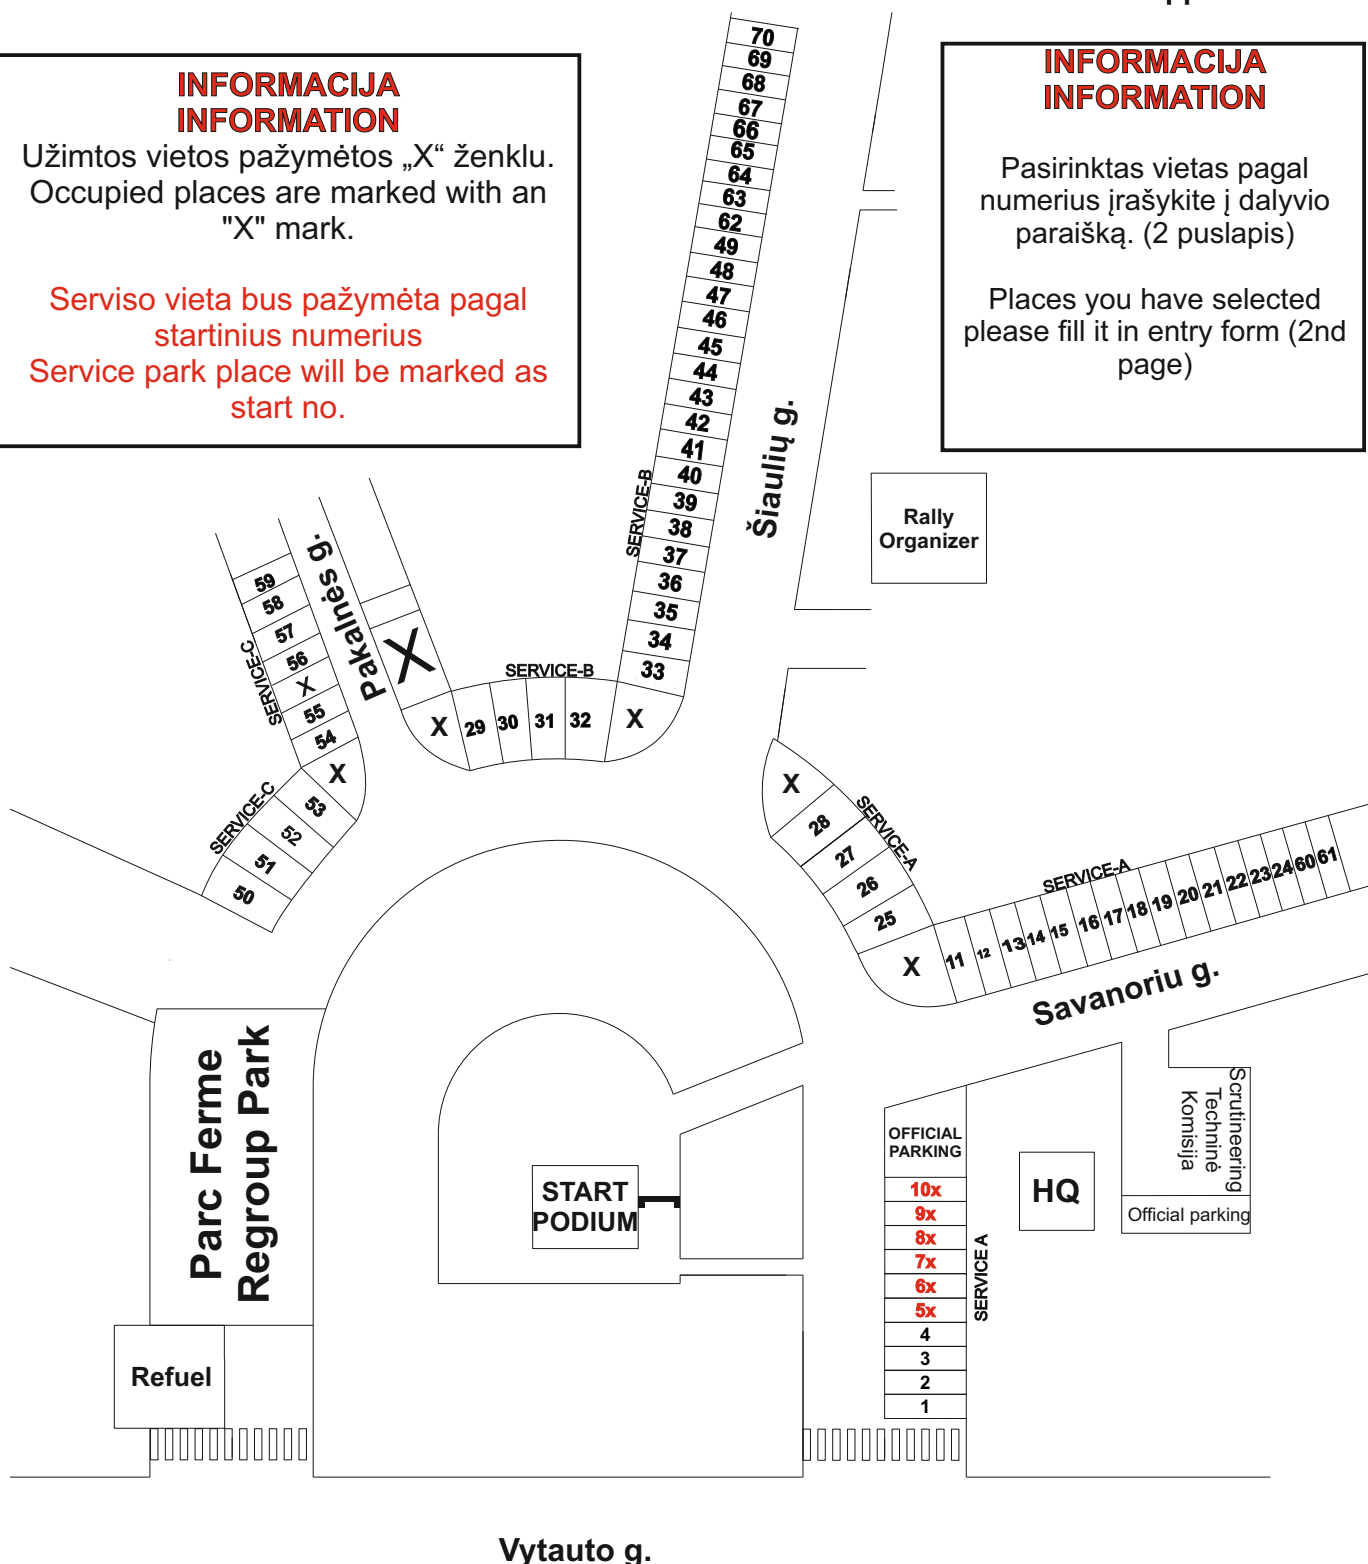 INFORMACIJA
INFORMATION
Užimtos vietos pažymėtos „X“ ženklu.
Occupied places are marked with an
"X" mark.
Serviso vieta bus pažymėta pagal
startinius numerius
Service park place will be marked as
start no.
INFORMACIJA
INFORMATION
Pasirinktas vietas pagal
numerius įrašykite į dalyvio
paraišką. (2 puslapis)
Places you have selected
please fill it in entry form (2nd
page)
70
69
68
67
66
65
64
63
62
49
48
47
46
45
44
43
42
41
40
39
38
37
36
35
34
33
SERVICE-B
Šiaulių g.
Rally
Organizer
59
58
57
56
X
55
54
X
SERVICE-C
Pakalnės g.
X
SERVICE-B
X
29
30
31
32
X
SERVICE-C
53
52
51
50
X
28
27
26
25
X
SERVICE-A
SERVICE-A
11
12
13
14
15
16
17
18
19
20
21
22
23
24
60
61
Savanoriu g.
Parc Ferme
Regroup Park
START
PODIUM
OFFICIAL
PARKING
10x
9x
8x
7x
6x
5x
4
3
2
1
SERVICE A
HQ
Scrutineering
Techninė
Komisija
Official parking
Refuel
Vytauto g.